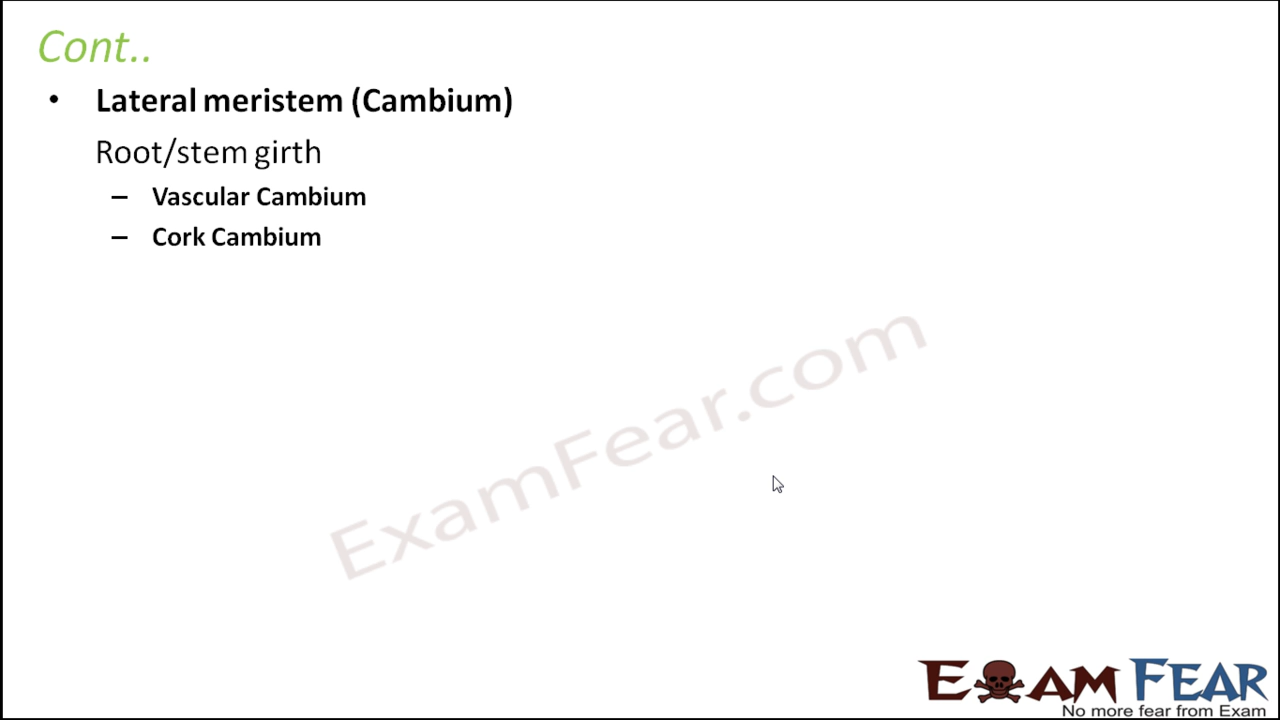 Cont..
• Lateral meristem (Cambium)
Root/stem girth
– Vascular Cambium
– Cork Cambium
ExamFear.com
EXAM FEAR
No more fear from Exam